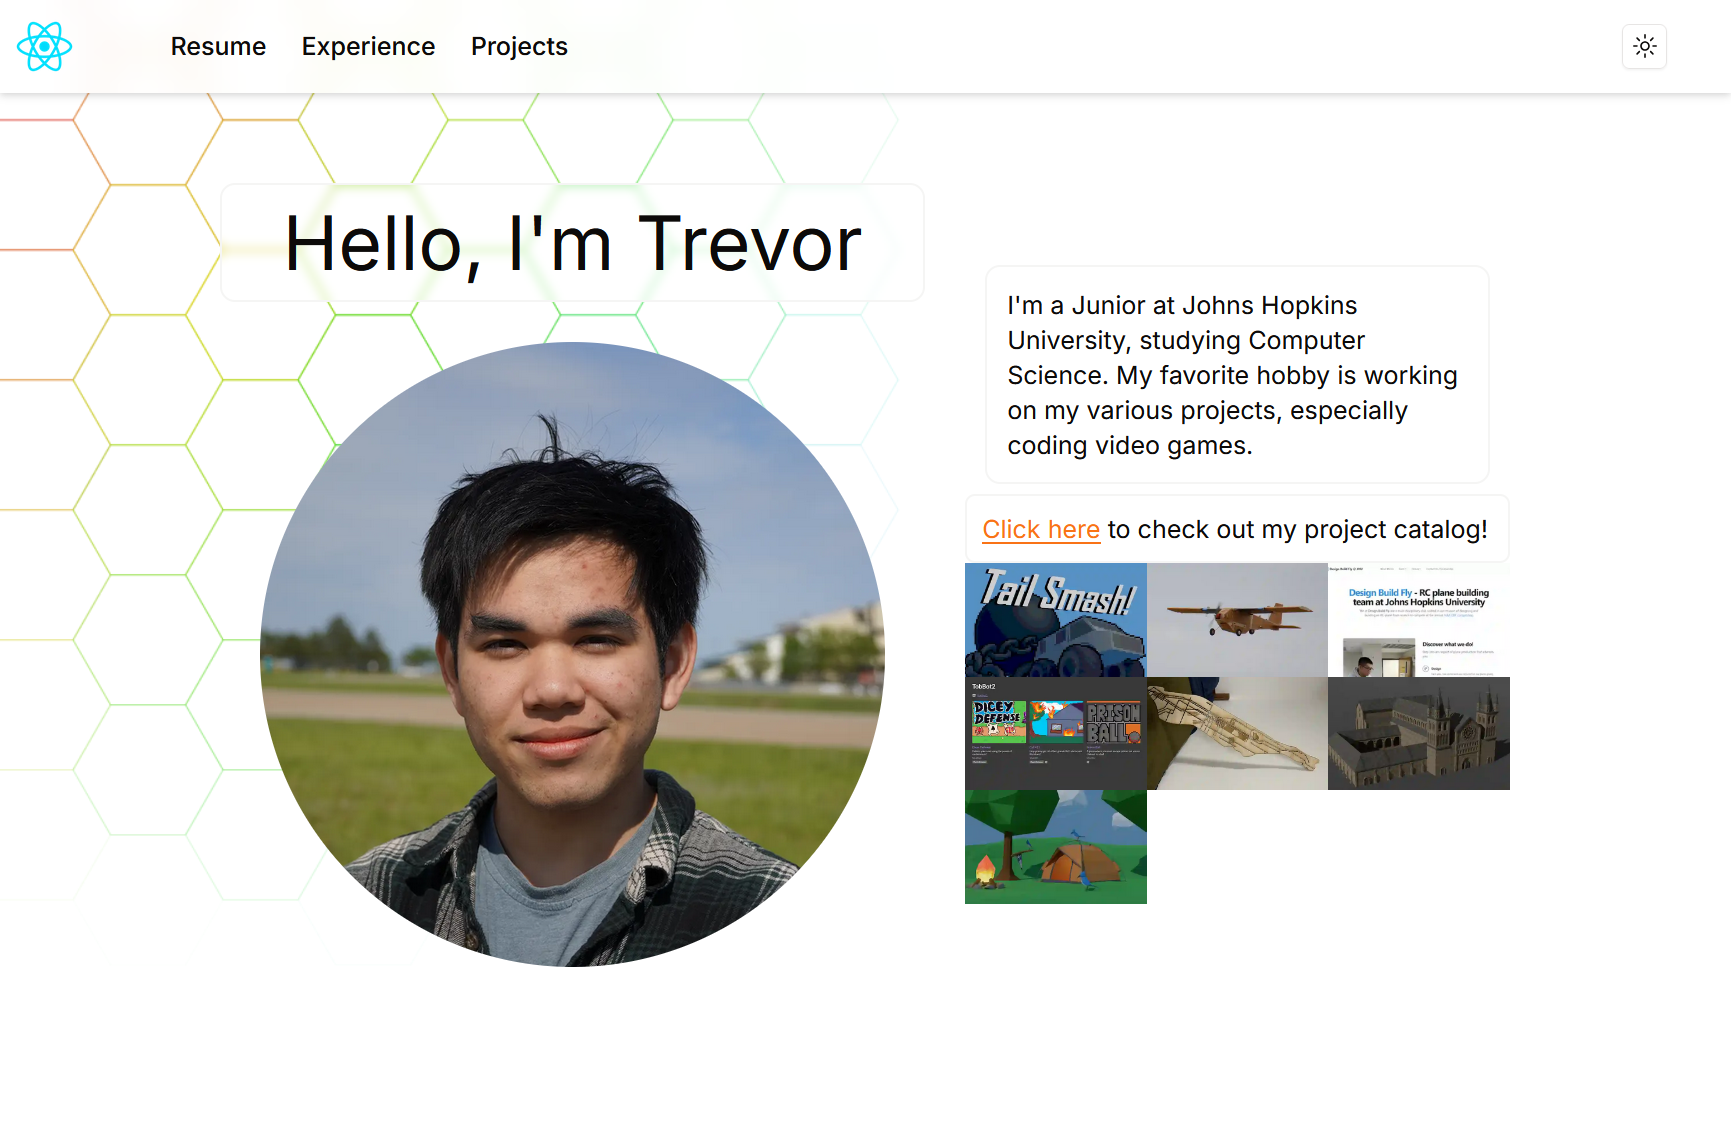 Resume Experience Projects
Hello, I'm Trevor
I'm a Junior at Johns Hopkins
University, studying Computer
Science. My favorite hobby is working
on my various projects, especially
coding video games.
Click here to check out my project catalog!
Tail Smash!
Design Build Fly - RC plane building
team at Johns Hopkins University
Discover what we do!
Design
TobBot2
DICEY
DEFENSE
PRISON
BALL